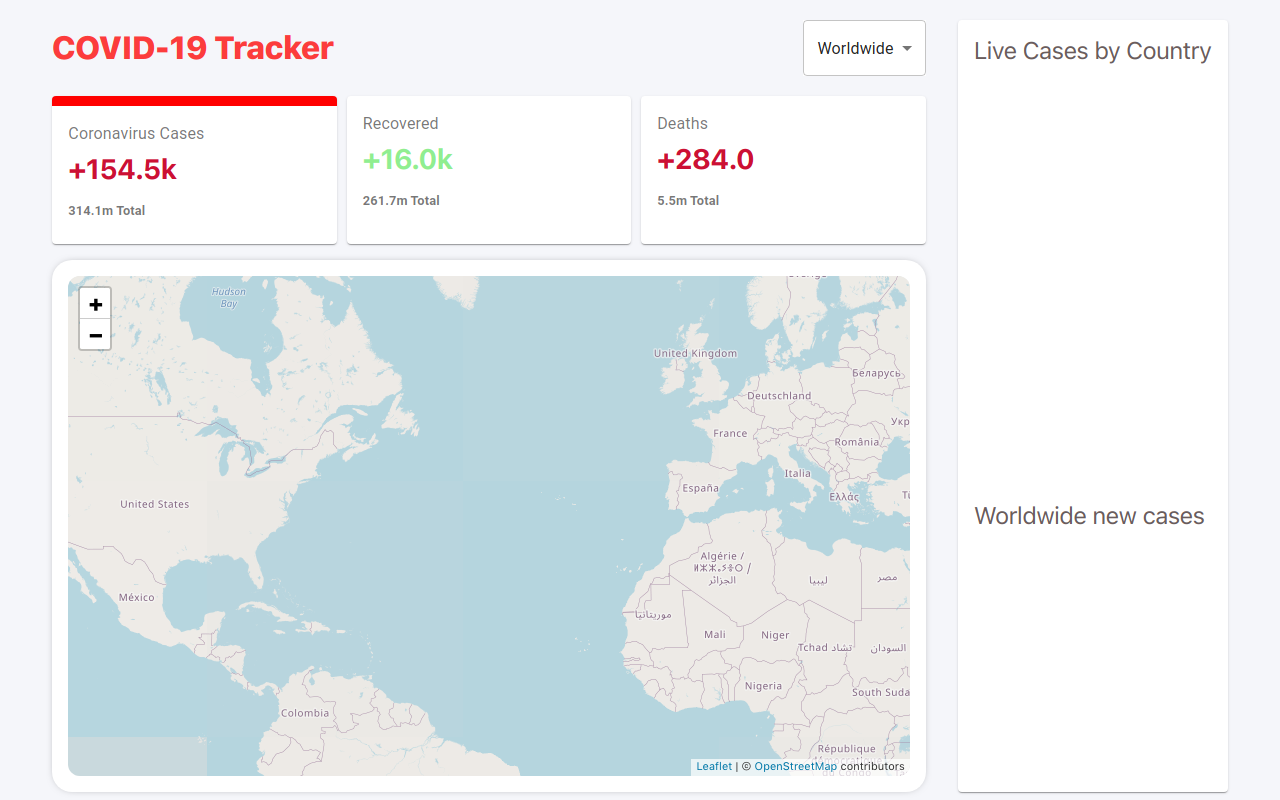 COVID-19 Tracker
Worldwide
Coronavirus Cases
+154.5k
314.1m Total
Recovered
+16.0k
261.7m Total
Deaths
+284.0
5.5m Total
+
−
Hudson
Bay
United Kingdom
Беларусь
Deutschland
France
România
Italia
España
Ελλάς
United States
Algérie /
ⵍⵣⵣⴰⵢⴻⵔ /
الجزائر
ليبيا
مصر
México
موريتانيا
Mali
Niger
Tchad تشاد
السودان
Nigeria
Colombia
République
Leaflet | © OpenStreetMap contributors
Live Cases by Country
Worldwide new cases